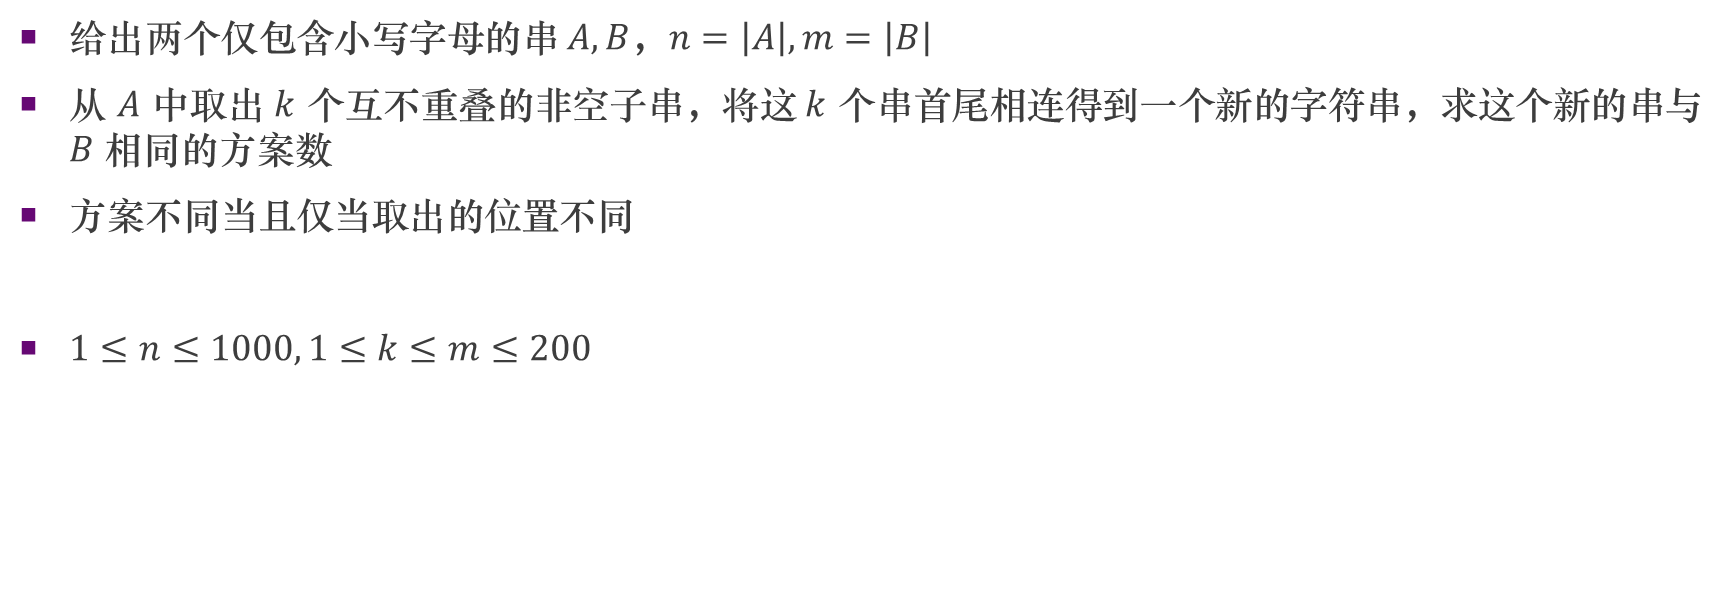 ▪ 给出两个仅包含小写字母的串 A, B，n = |A|, m = |B|
▪ 从 A 中取出 k 个互不重叠的非空子串，将这 k 个串首尾相连得到一个新的字符串，求这个新的串与
B 相同的方案数
▪ 方案不同当且仅当取出的位置不同
▪ 1 ≤ n ≤ 1000, 1 ≤ k ≤ m ≤ 200